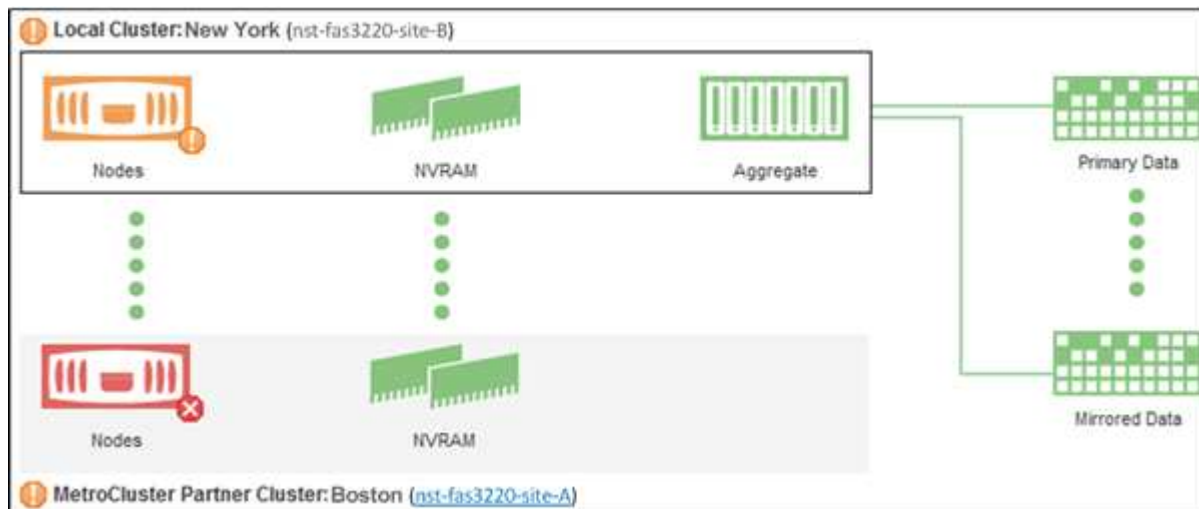 Local Cluster: New York (nst-fas3220-site-B)
Nodes
NVRAM
Aggregate
Primary Data
Nodes
NVRAM
Mirrored Data
MetroCluster Partner Cluster: Boston (nst-fas3220-site-A)